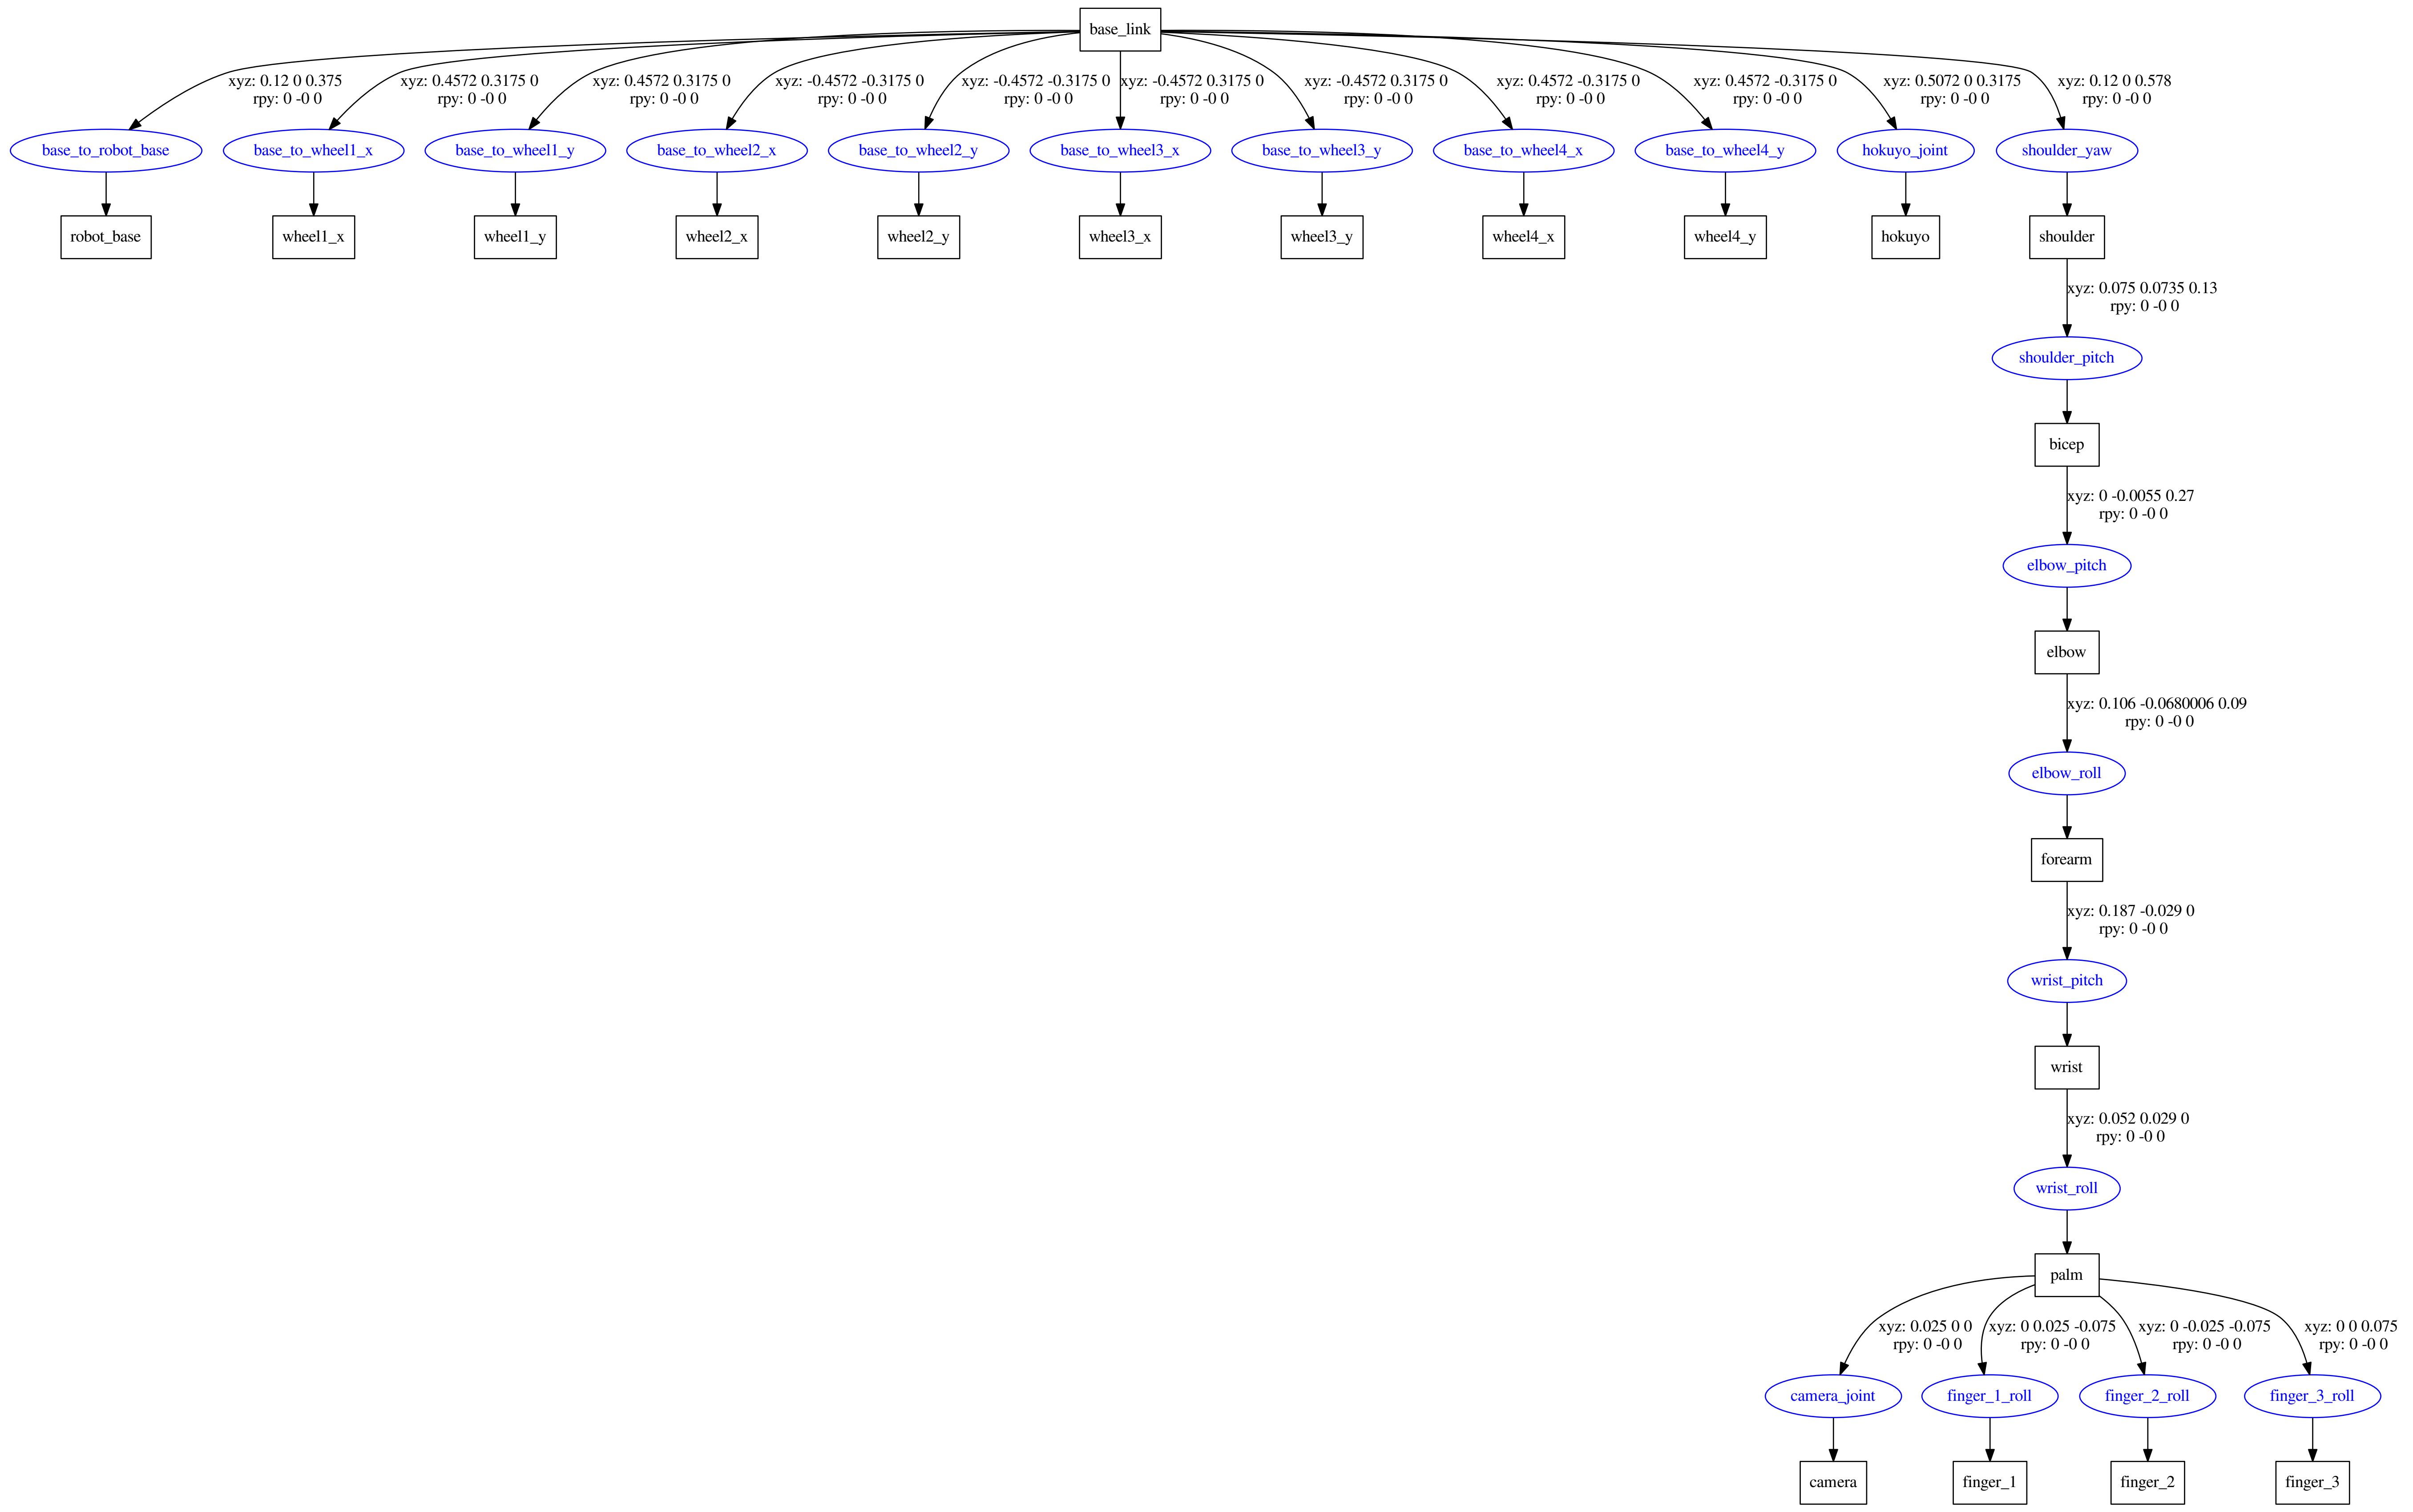 base_link
xyz: 0.12 0 0.375
rpy: 0 -0 0
xyz: 0.4572 0.3175 0
rpy: 0 -0 0
xyz: 0.4572 0.3175 0
rpy: 0 -0 0
xyz: -0.4572 -0.3175 0
rpy: 0 -0 0
xyz: -0.4572 -0.3175 0
rpy: 0 -0 0
xyz: -0.4572 0.3175 0
rpy: 0 -0 0
xyz: -0.4572 0.3175 0
rpy: 0 -0 0
xyz: 0.4572 -0.3175 0
rpy: 0 -0 0
xyz: 0.4572 -0.3175 0
rpy: 0 -0 0
xyz: 0.5072 0 0.3175
rpy: 0 -0 0
xyz: 0.12 0 0.578
rpy: 0 -0 0
base_to_robot_base
base_to_wheel1_x
base_to_wheel1_y
base_to_wheel2_x
base_to_wheel2_y
base_to_wheel3_x
base_to_wheel3_y
base_to_wheel4_x
base_to_wheel4_y
hokuyo_joint
shoulder_yaw
robot_base
wheel1_x
wheel1_y
wheel2_x
wheel2_y
wheel3_x
wheel3_y
wheel4_x
wheel4_y
hokuyo
shoulder
xyz: 0.075 0.0735 0.13
rpy: 0 -0 0
shoulder_pitch
bicep
xyz: 0 -0.0055 0.27
rpy: 0 -0 0
elbow_pitch
elbow
xyz: 0.106 -0.0680006 0.09
rpy: 0 -0 0
elbow_roll
forearm
xyz: 0.187 -0.029 0
rpy: 0 -0 0
wrist_pitch
wrist
xyz: 0.052 0.029 0
rpy: 0 -0 0
wrist_roll
palm
xyz: 0.025 0 0
rpy: 0 -0 0
xyz: 0 0.025 -0.075
rpy: 0 -0 0
xyz: 0 -0.025 -0.075
rpy: 0 -0 0
xyz: 0 0 0.075
rpy: 0 -0 0
camera_joint
finger_1_roll
finger_2_roll
finger_3_roll
camera
finger_1
finger_2
finger_3